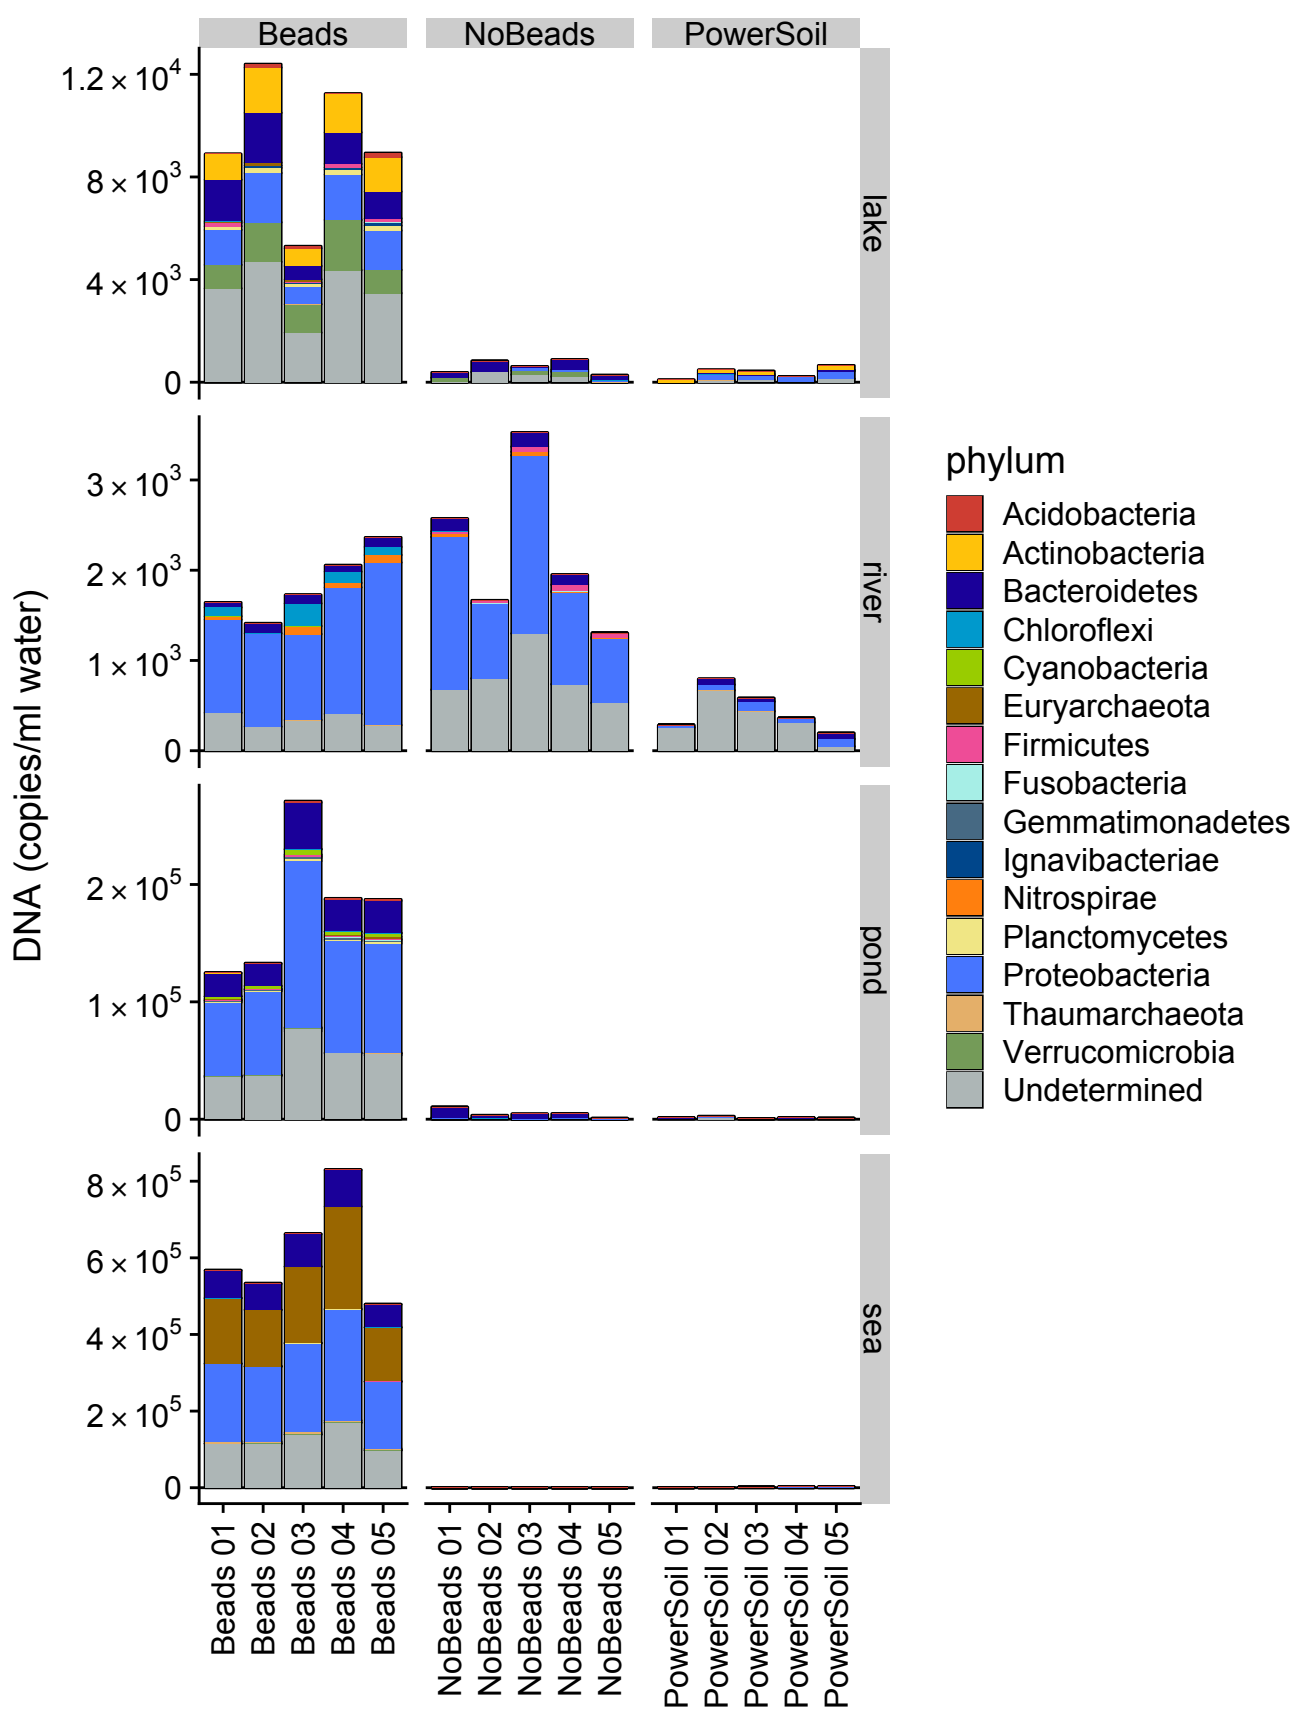 Beads NoBeads PowerSoil
DNA (copies/ml water)
1.2 × 10⁴
8 × 10³
4 × 10³
0
lake
3 × 10³
2 × 10³
1 × 10³
0
river
2 × 10⁵
1 × 10⁵
0
pond
8 × 10⁵
6 × 10⁵
4 × 10⁵
2 × 10⁵
0
sea
Beads 01
Beads 02
Beads 03
Beads 04
Beads 05
NoBeads 01
NoBeads 02
NoBeads 03
NoBeads 04
NoBeads 05
PowerSoil 01
PowerSoil 02
PowerSoil 03
PowerSoil 04
PowerSoil 05
phylum
Acidobacteria
Actinobacteria
Bacteroidetes
Chloroflexi
Cyanobacteria
Euryarchaeota
Firmicutes
Fusobacteria
Gemmatimonadetes
Ignavibacteriae
Nitrospirae
Planctomycetes
Proteobacteria
Thaumarchaeota
Verrucomicrobia
Undetermined